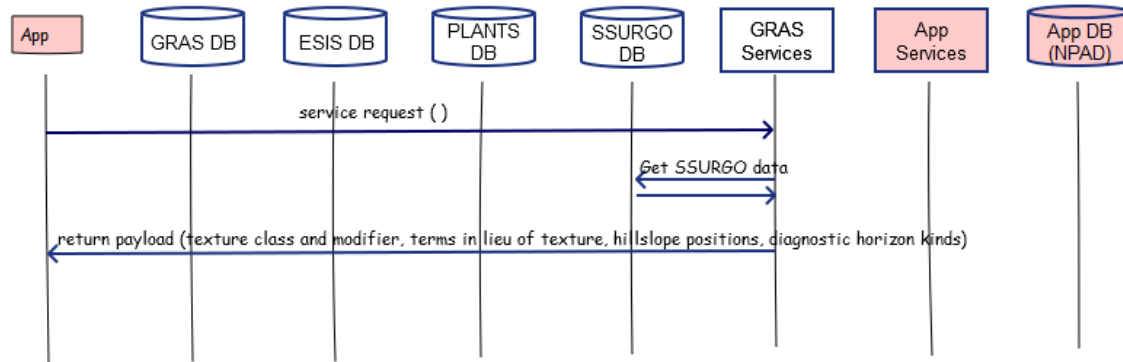 App
GRAS DB
ESIS DB
PLANTS
DB
SSURGO
DB
GRAS
Services
App
Services
App DB
(NPAD)
service request ( )
Get SSURGO data
return payload (texture class and modifier, terms in lieu of texture, hillslope positions, diagnostic horizon kinds)